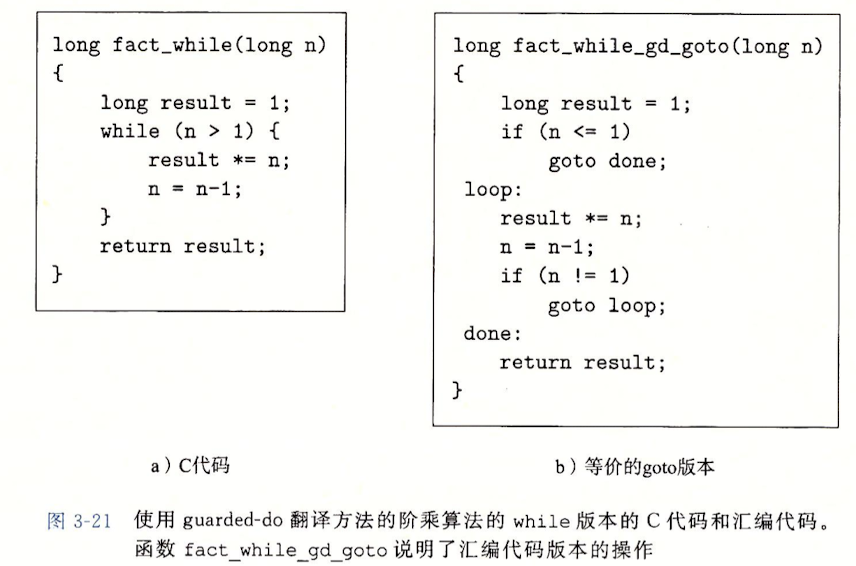 long fact_while(long n)
{
    long result = 1;
    while (n > 1) {
        result *= n;
        n = n-1;
    }
    return result;
}
long fact_while_gd_goto(long n)
{
    long result = 1;
    if (n <= 1)
        goto done;
 loop:
    result *= n;
    n = n-1;
    if (n != 1)
        goto loop;
 done:
    return result;
}
a）C代码
b）等价的goto版本
图 3-21 使用 guarded-do 翻译方法的阶乘算法的 while 版本的 C 代码和汇编代码。
函数 fact_while_gd_goto 说明了汇编代码版本的操作